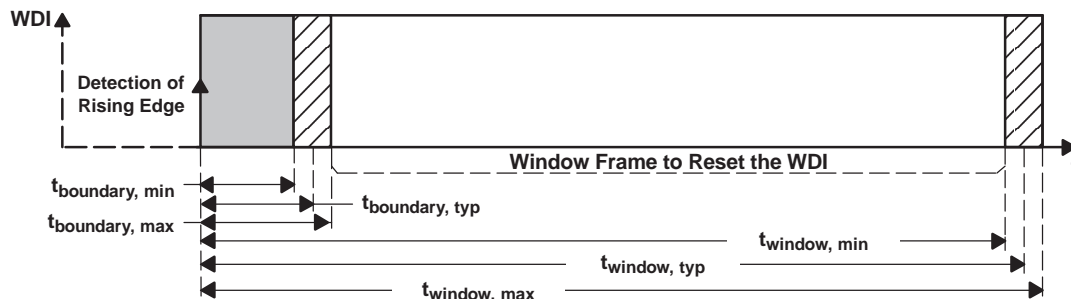 WDI
Detection of
Rising Edge
Window Frame to Reset the WDI
tboundary, min
tboundary, typ
tboundary, max
twindow, min
twindow, typ
twindow, max